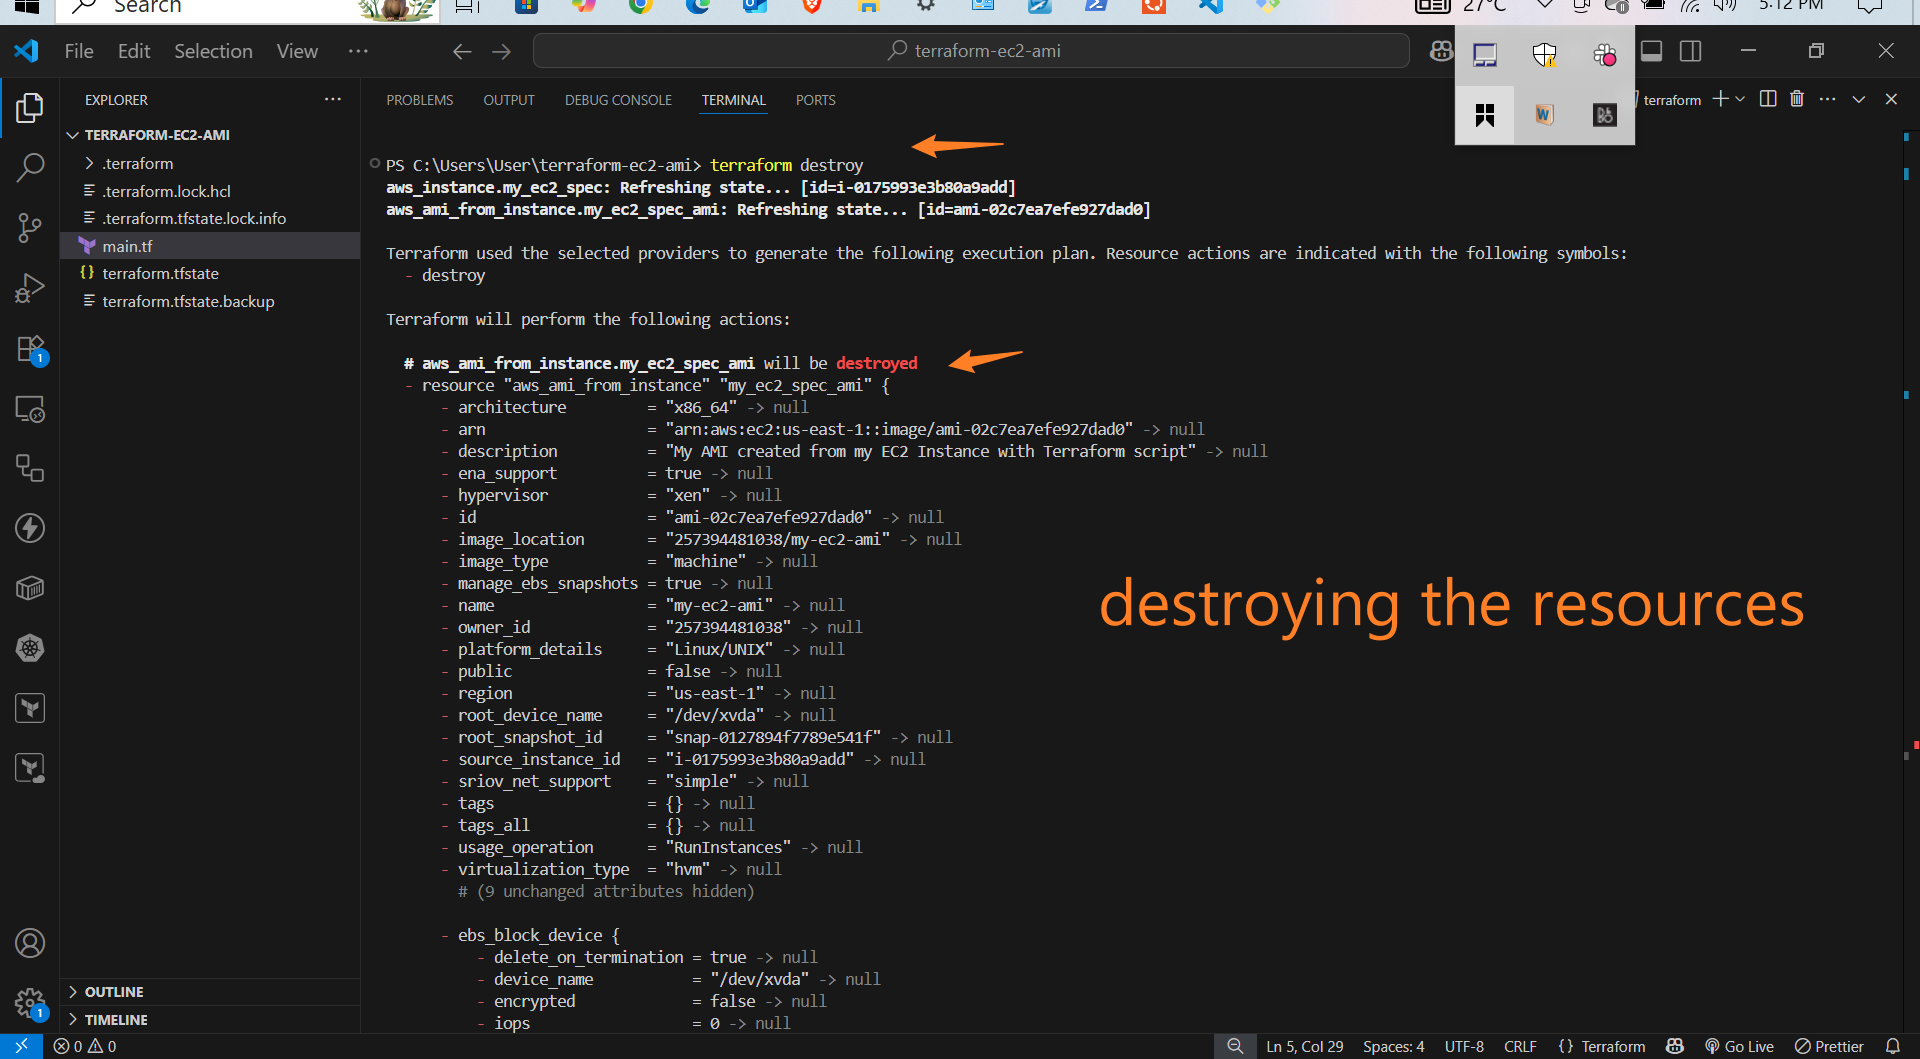 Search
27°C
5:12 PM
File Edit Selection View ···
terraform-ec2-ami
EXPLORER ···
TERRAFORM-EC2-AMI
.terraform
.terraform.lock.hcl
.terraform.tfstate.lock.info
main.tf
{} terraform.tfstate
terraform.tfstate.backup
OUTLINE
TIMELINE
PROBLEMS OUTPUT DEBUG CONSOLE TERMINAL PORTS
terraform
PS C:\Users\User\terraform-ec2-ami> terraform destroy
aws_instance.my_ec2_spec: Refreshing state... [id=i-0175993e3b80a9add]
aws_ami_from_instance.my_ec2_spec_ami: Refreshing state... [id=ami-02c7ea7efe927dad0]
Terraform used the selected providers to generate the following execution plan. Resource actions are indicated with the following symbols:
- destroy
Terraform will perform the following actions:
# aws_ami_from_instance.my_ec2_spec_ami will be destroyed
- resource "aws_ami_from_instance" "my_ec2_spec_ami" {
- architecture = "x86_64" -> null
- arn = "arn:aws:ec2:us-east-1::image/ami-02c7ea7efe927dad0" -> null
- description = "My AMI created from my EC2 Instance with Terraform script" -> null
- ena_support = true -> null
- hypervisor = "xen" -> null
- id = "ami-02c7ea7efe927dad0" -> null
- image_location = "257394481038/my-ec2-ami" -> null
- image_type = "machine" -> null
- manage_ebs_snapshots = true -> null
- name = "my-ec2-ami" -> null
- owner_id = "257394481038" -> null
- platform_details = "Linux/UNIX" -> null
- public = false -> null
- region = "us-east-1" -> null
- root_device_name = "/dev/xvda" -> null
- root_snapshot_id = "snap-0127894f7789e541f" -> null
- source_instance_id = "i-0175993e3b80a9add" -> null
- sriov_net_support = "simple" -> null
- tags = {} -> null
- tags_all = {} -> null
- usage_operation = "RunInstances" -> null
- virtualization_type = "hvm" -> null
# (9 unchanged attributes hidden)
- ebs_block_device {
- delete_on_termination = true -> null
- device_name = "/dev/xvda" -> null
- encrypted = false -> null
- iops = 0 -> null
destroying the resources
1
1
0 0
Ln 5, Col 29 Spaces: 4 UTF-8 CRLF {} Terraform Go Live Prettier